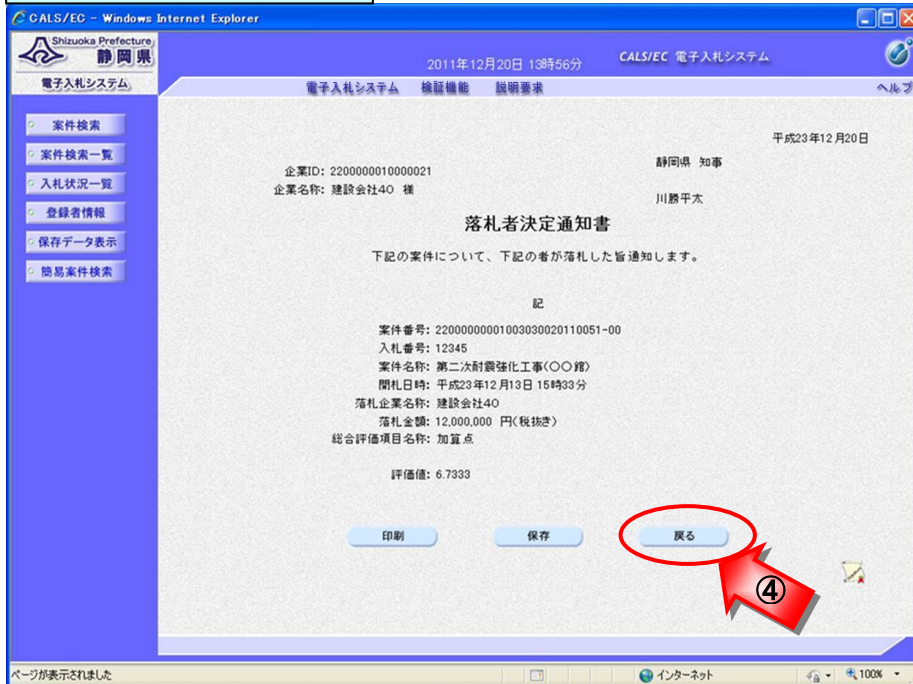 CALS/EC - Windows Internet Explorer
Shizuoka Prefecture
静岡県
電子入札システム
2011年12月20日 13時56分
CALS/EC 電子入札システム
電子入札システム 検証機能 説明要求
ヘルプ
案件検索
案件検索一覧
入札状況一覧
登録者情報
保存データ表示
簡易案件検索
平成23年12月20日
静岡県 知事
企業ID: 2200000010000021
企業名称: 建設会社40 様
川勝平太
落札者決定通知書
下記の案件について、下記の者が落札した旨通知します。
記
案件番号: 2200000000100303002011​0051-00
入札番号: 12345
案件名称: 第二次耐震強化工事(○○館)
開札日時: 平成23年12月13日 15時33分
落札企業名称: 建設会社40
落札金額: 12,000,000 円(税抜き)
総合評価項目名称: 加算点
評価値: 6.7333
印刷
保存
戻る
④
ページが表示されました
インターネット
100%